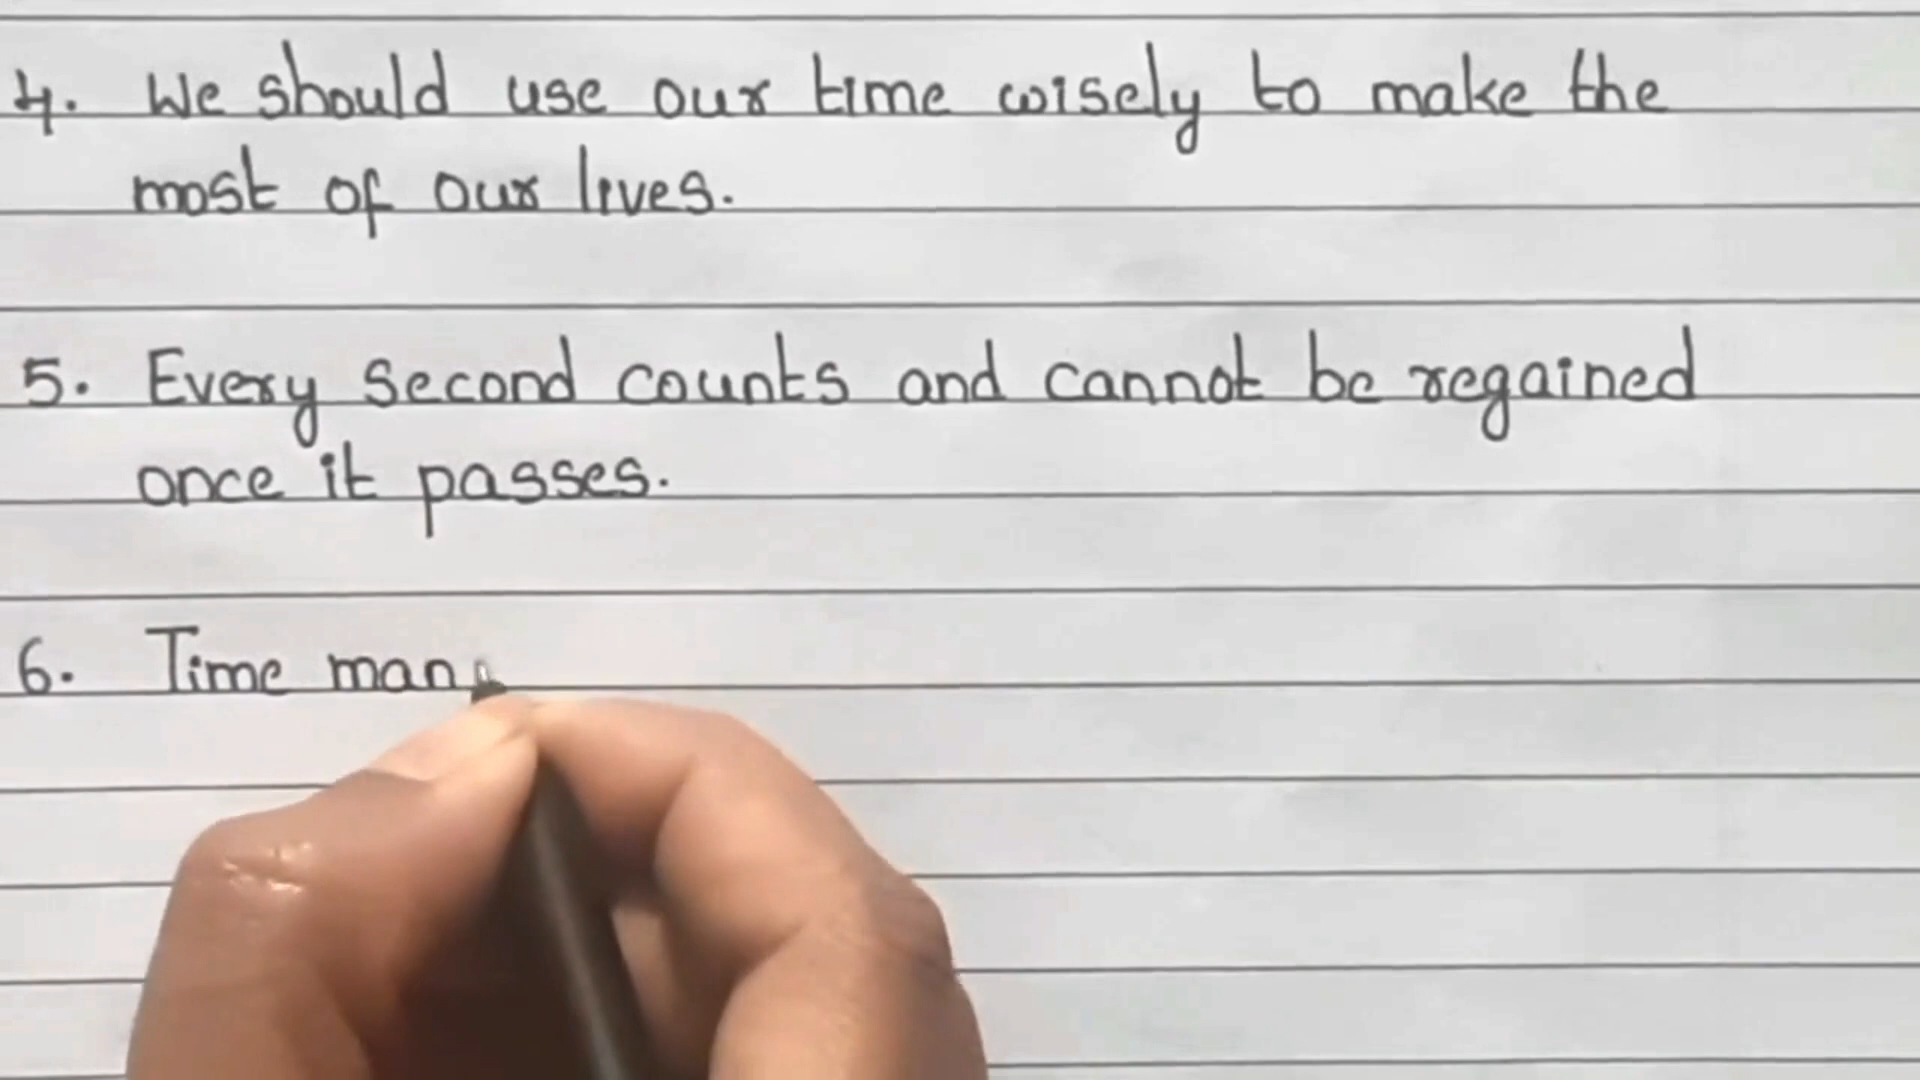 4. We should use our time wisely to make the
most of our lives.
5. Every second counts and cannot be regained
once it passes.
6. Time man